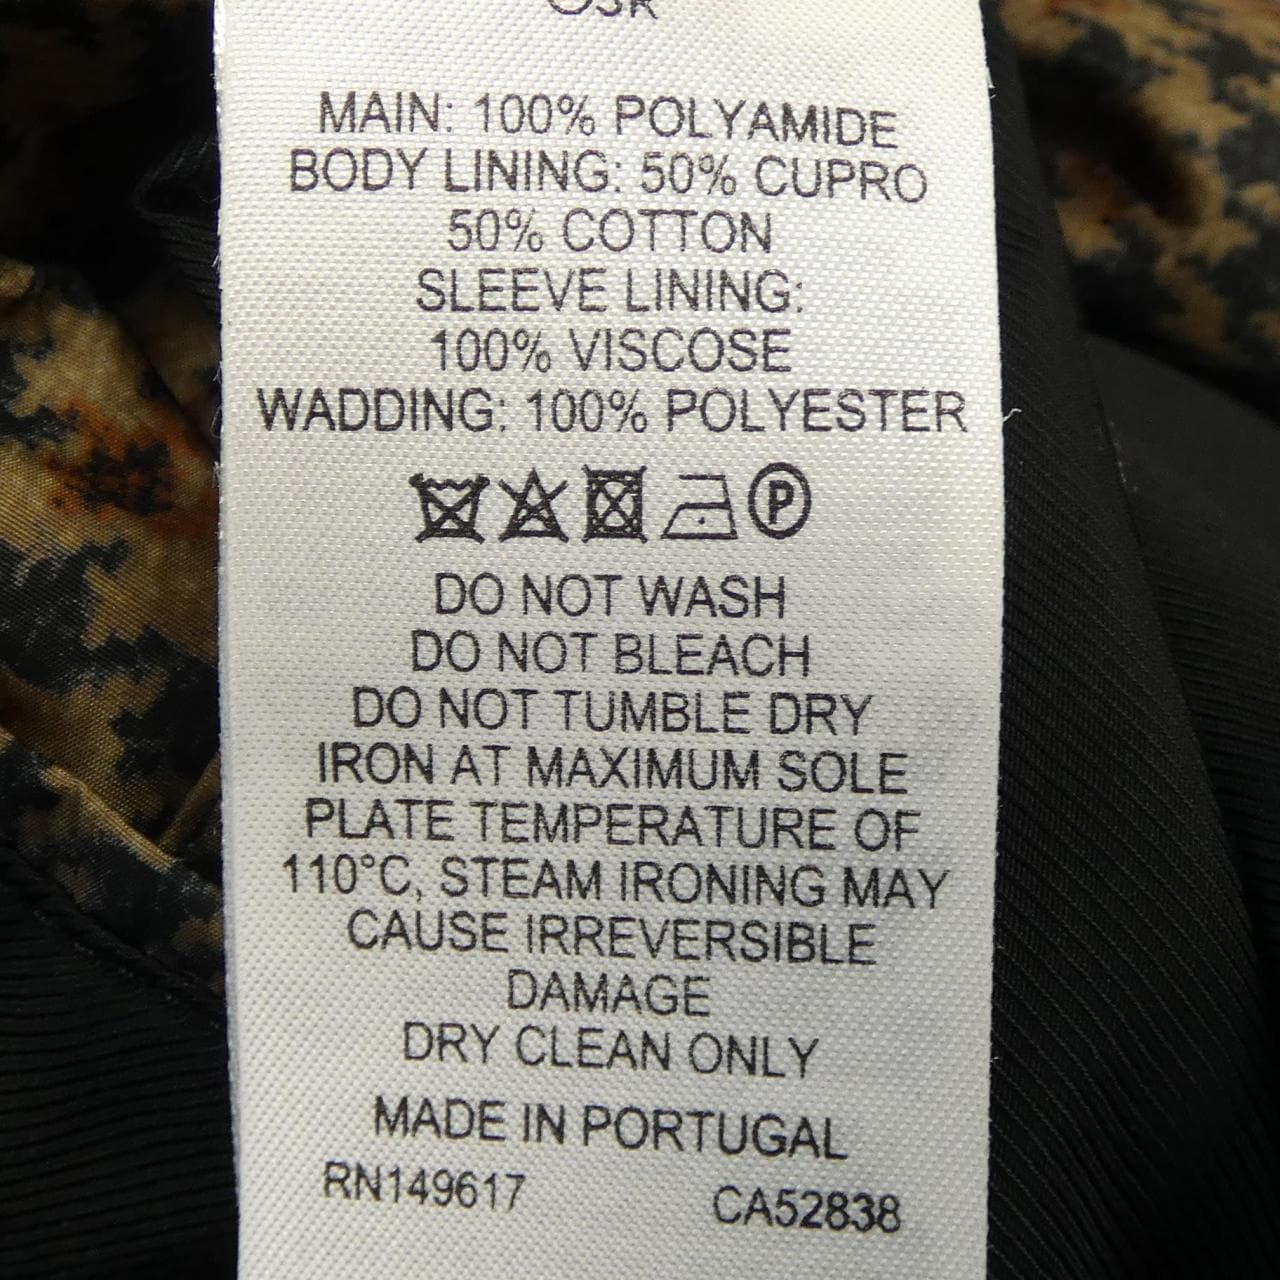 MAIN: 100% POLYAMIDE
BODY LINING: 50% CUPRO
50% COTTON
SLEEVE LINING:
100% VISCOSE
WADDING: 100% POLYESTER
P
DO NOT WASH
DO NOT BLEACH
DO NOT TUMBLE DRY
IRON AT MAXIMUM SOLE
PLATE TEMPERATURE OF
110°C, STEAM IRONING MAY
CAUSE IRREVERSIBLE
DAMAGE
DRY CLEAN ONLY
MADE IN PORTUGAL
RN149617 CA52838